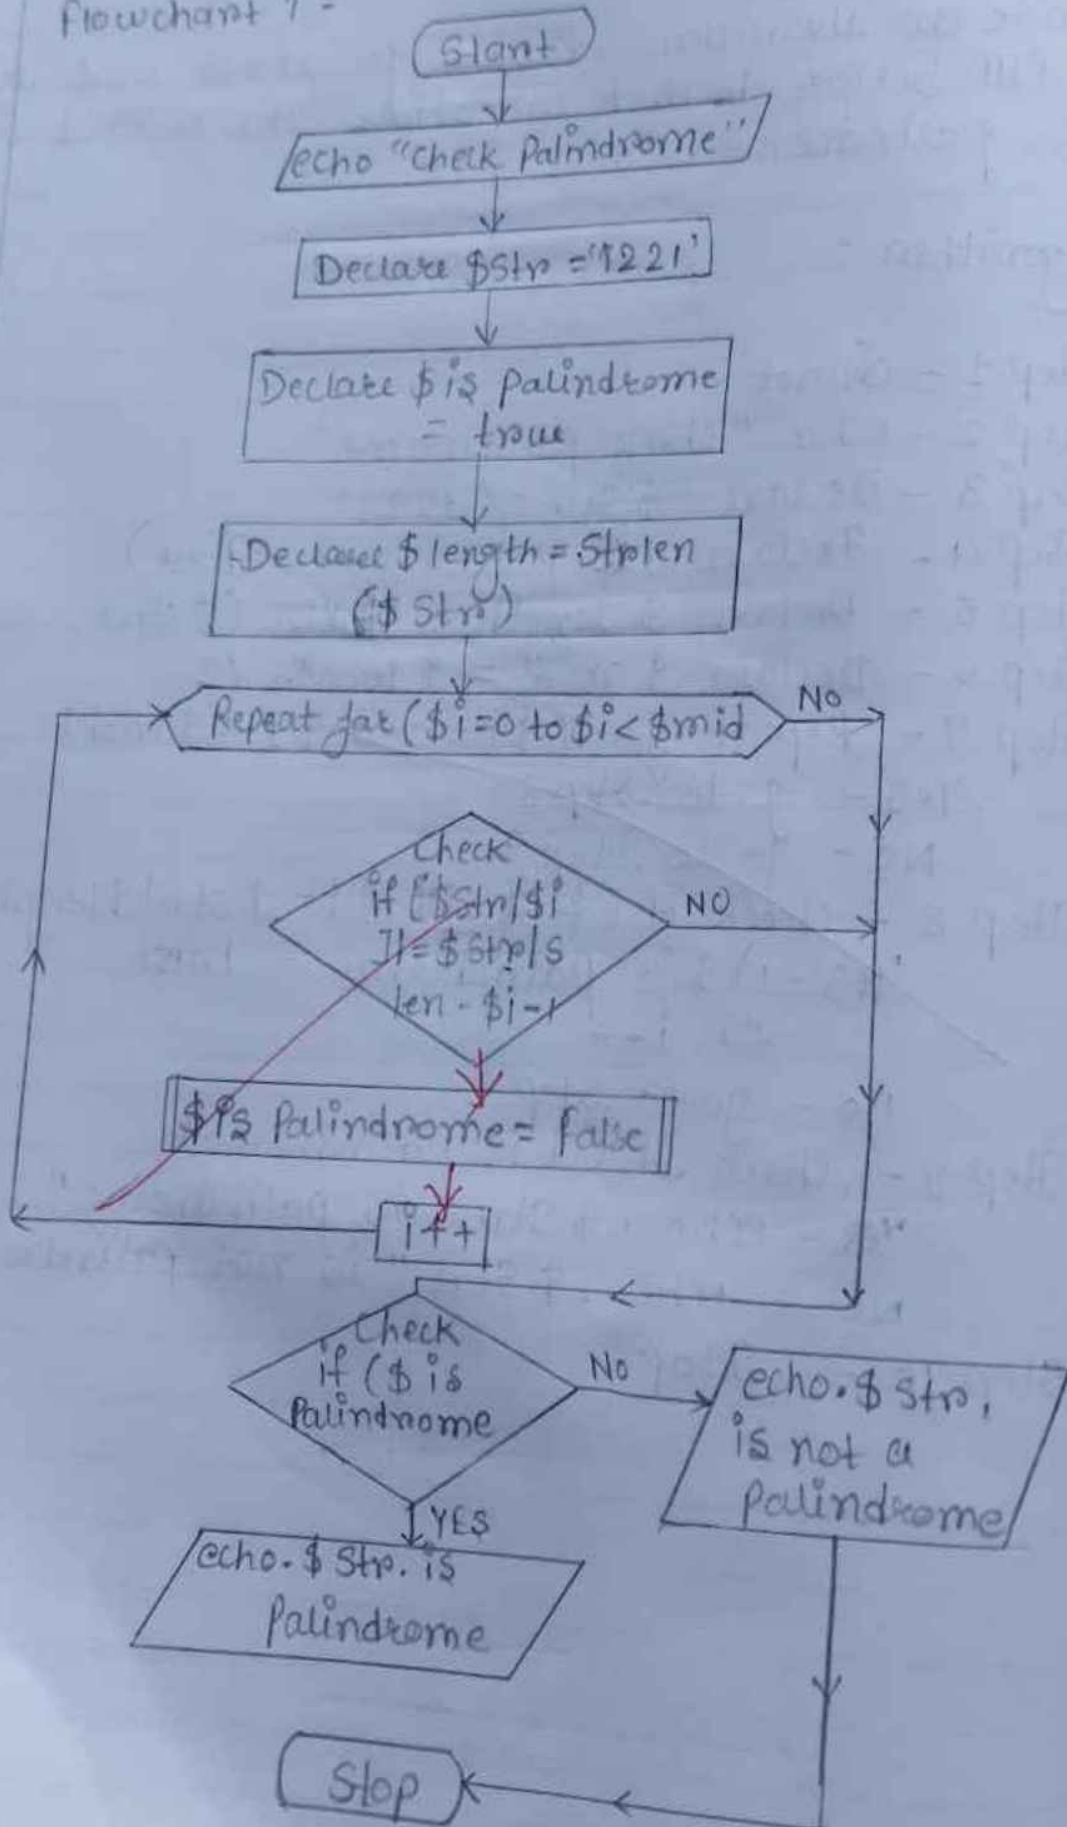 Flowchart :-
Start
echo "Check Palindrome"
Declare $Str = '1221'
Declare $is Palindrome
= true
Declare $length = Strlen
($Str)
Repeat for ($i=0 to $i< $mid
NO
Check
if [$Str/$i
]!= $Str/s
len - $i-1
NO
$is Palindrome = false
i++
Check
if ($is
Palindrome
NO
echo.$ Str,
is not a
Palindrome
YES
echo.$ Str. is
Palindrome
Stop